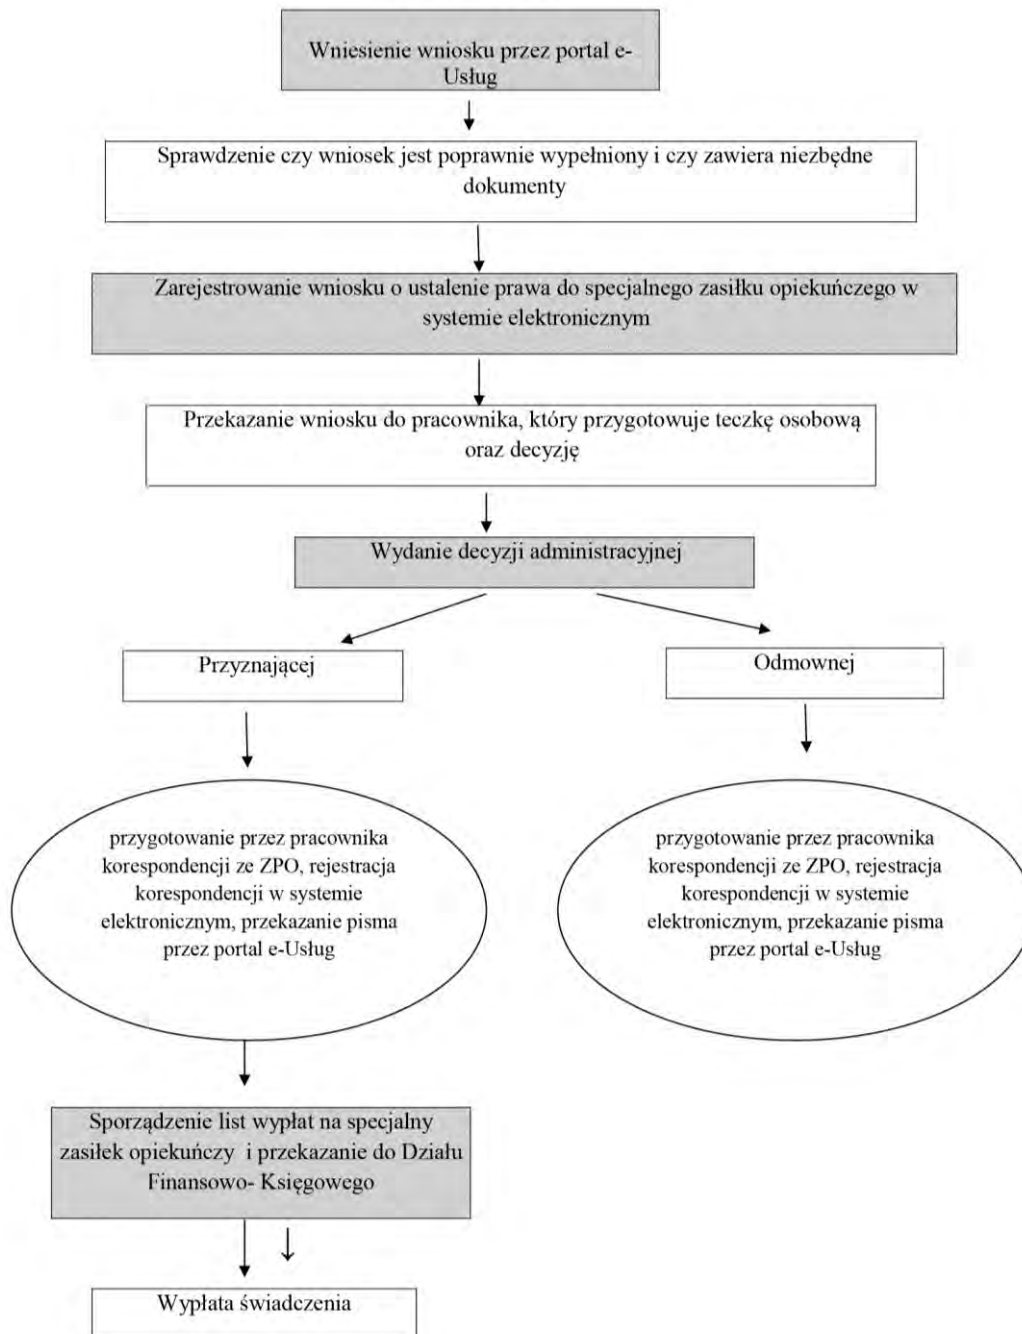 Wniesienie wniosku przez portal e-
Usług
Sprawdzenie czy wniosek jest poprawnie wypełniony i czy zawiera niezbędne
dokumenty
Zarejestrowanie wniosku o ustalenie prawa do specjalnego zasiłku opiekuńczego w
systemie elektronicznym
Przekazanie wniosku do pracownika, który przygotowuje teczkę osobową
oraz decyzję
Wydanie decyzji administracyjnej
Przyznającej
Odmownej
przygotowanie przez pracownika
korespondencji ze ZPO, rejestracja
korespondencji w systemie
elektronicznym, przekazanie pisma
przez portal e-Usług
przygotowanie przez pracownika
korespondencji ze ZPO, rejestracja
korespondencji w systemie
elektronicznym, przekazanie pisma
przez portal e-Usług
Sporządzenie list wypłat na specjalny
zasiłek opiekuńczy i przekazanie do Działu
Finansowo- Księgowego
Wypłata świadczenia